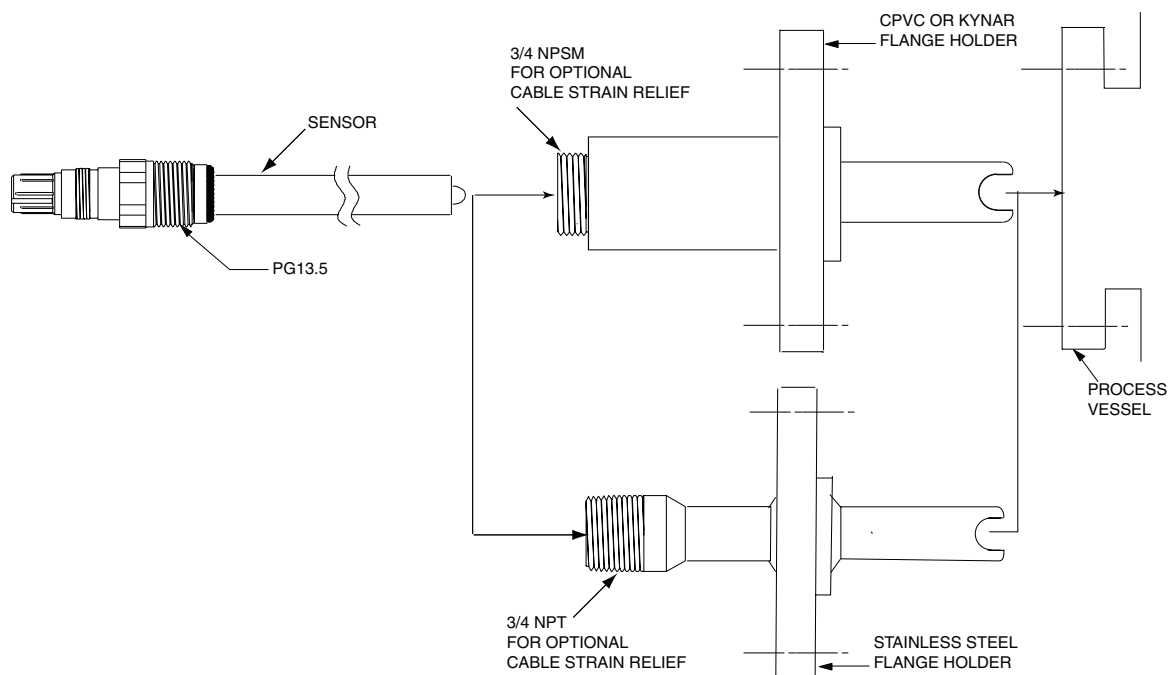 CPVC OR KYNAR
FLANGE HOLDER
3/4 NPSM
FOR OPTIONAL
CABLE STRAIN RELIEF
SENSOR
PG13.5
PROCESS
VESSEL
3/4 NPT
FOR OPTIONAL
CABLE STRAIN RELIEF
STAINLESS STEEL
FLANGE HOLDER